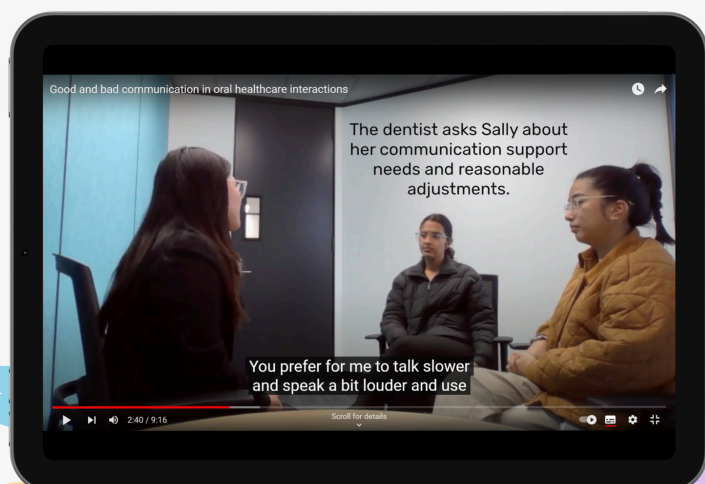 Good and bad communication in oral healthcare interactions
The dentist asks Sally about
her communication support
needs and reasonable
adjustments.
You prefer for me to talk slower
and speak a bit louder and use
2:40 / 9:16
Scroll for details